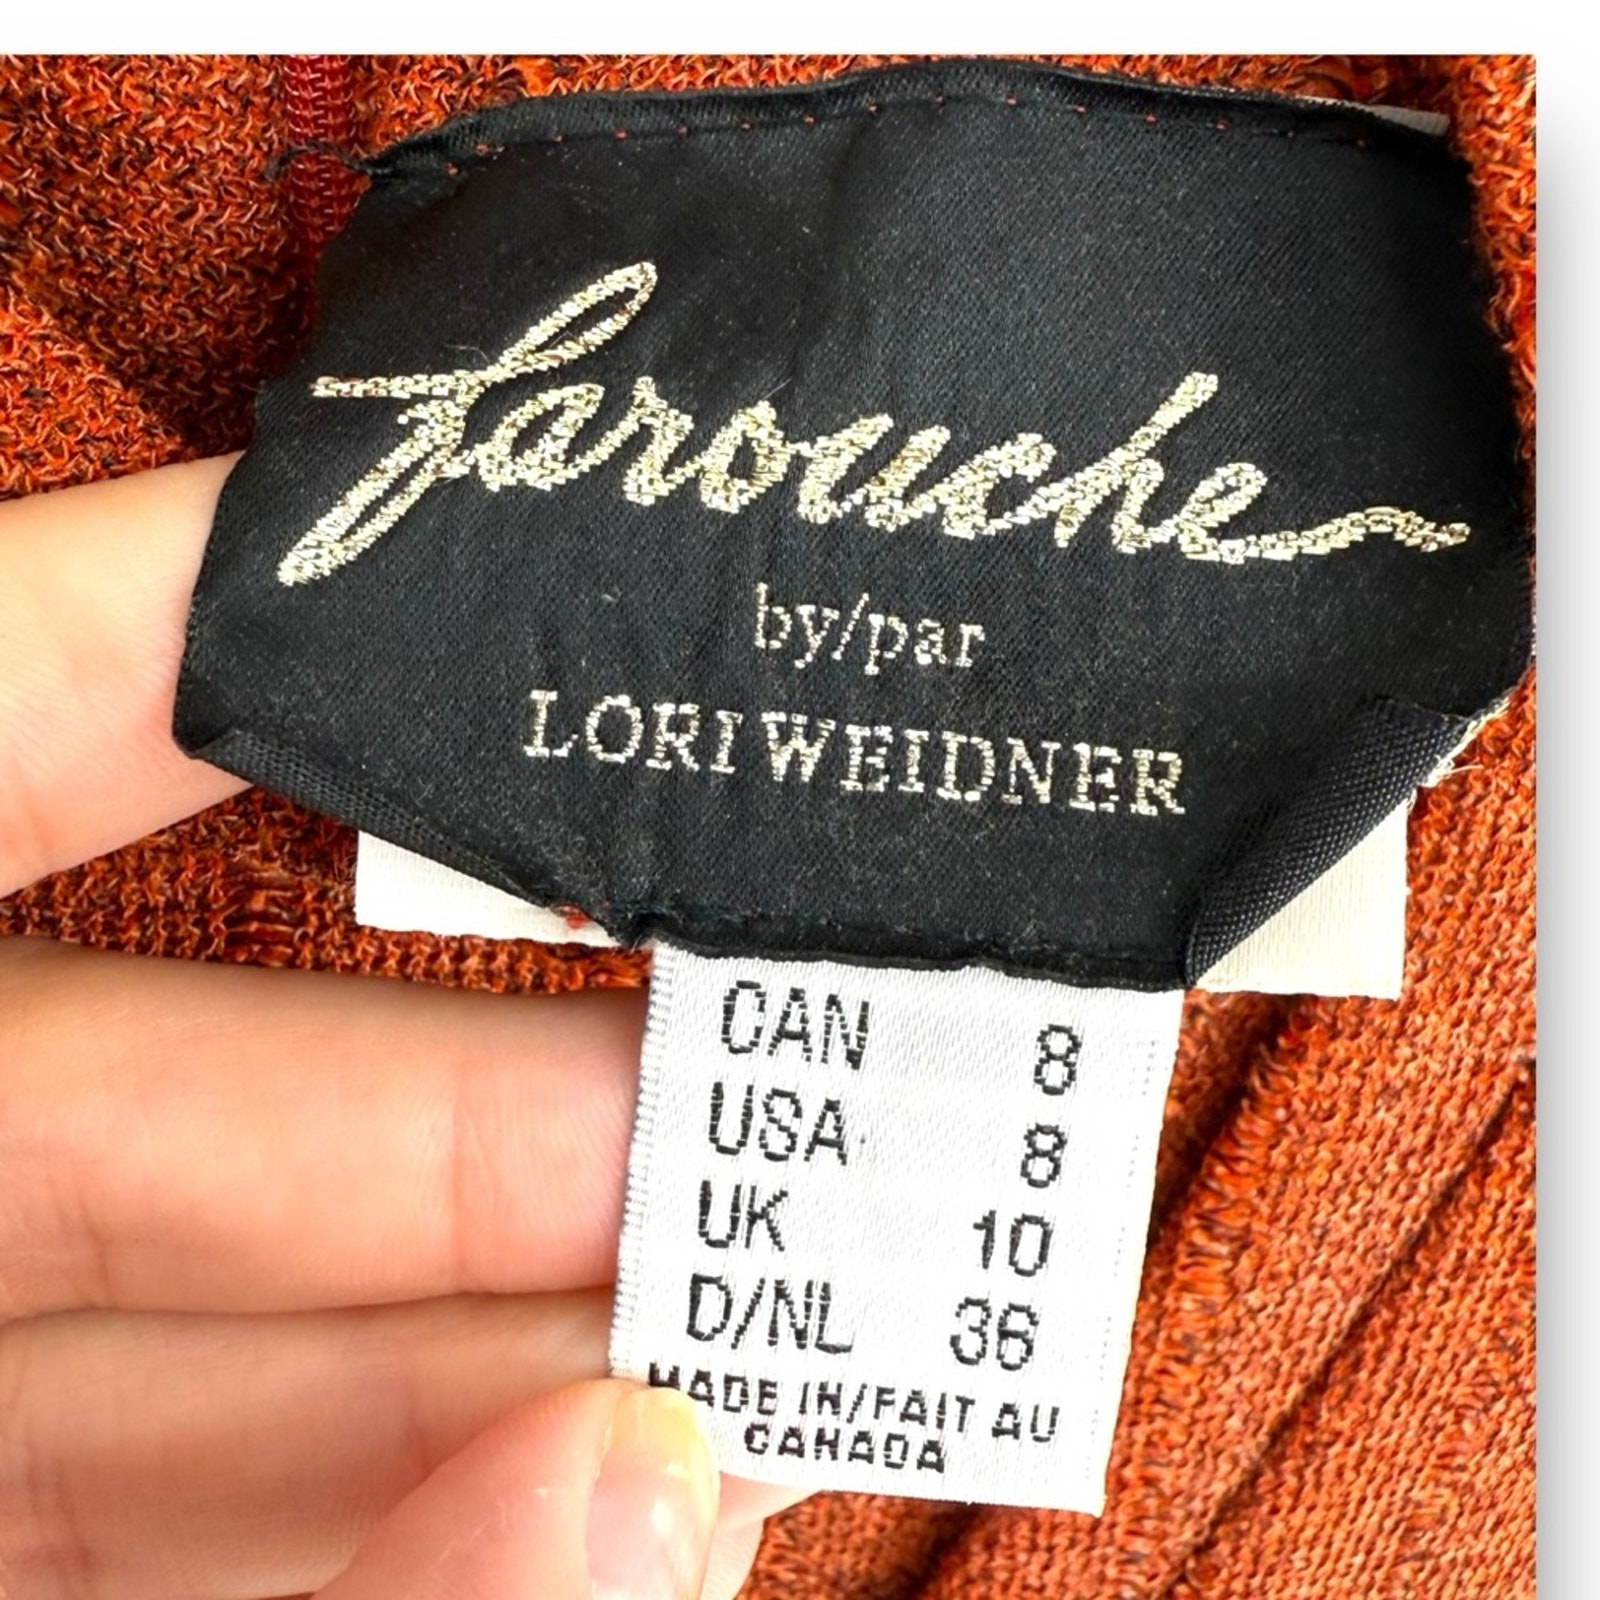 Farouche
by/par
LORI WEIDNER
CAN 8
USA 8
UK 10
D/NL 36
MADE IN/FAIT AU
CANADA